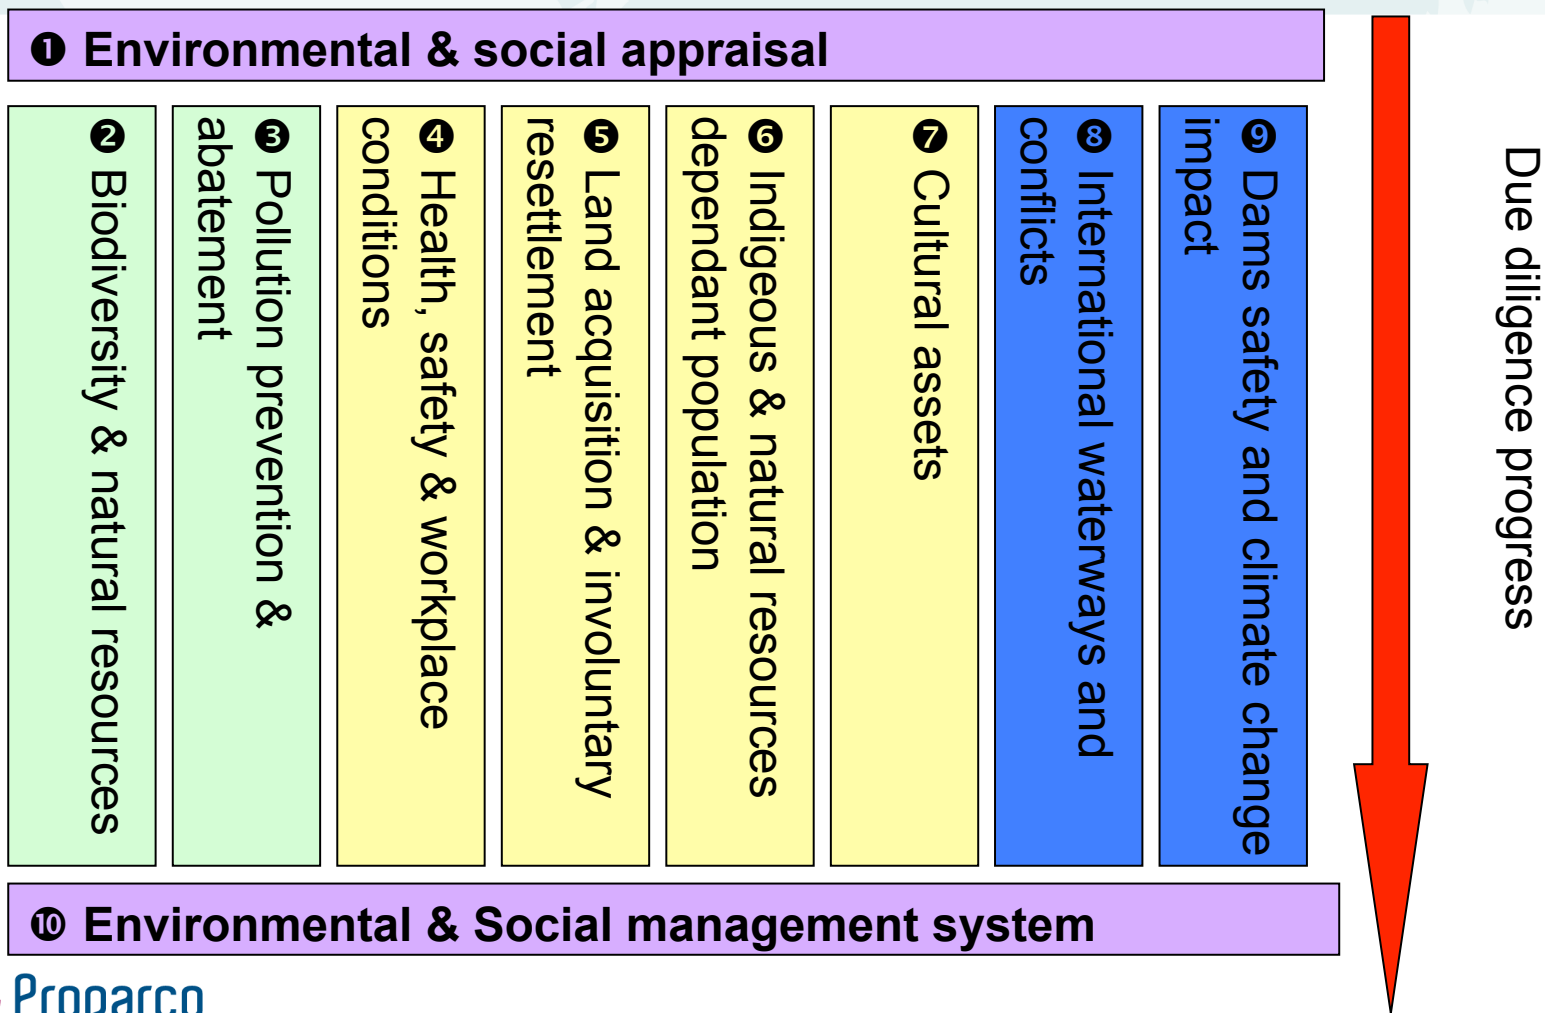 ❶ Environmental & social appraisal
❷ Biodiversity & natural resources
❸ Pollution prevention &
abatement
❹ Health, safety & workplace
conditions
❺ Land acquisition & involuntary
resettlement
❻ Indigeous & natural resources
dependant population
❼ Cultural assets
❽ International waterways and
conflicts
❾ Dams safety and climate change
impact
❿ Environmental & Social management system
Due diligence progress
Proparco